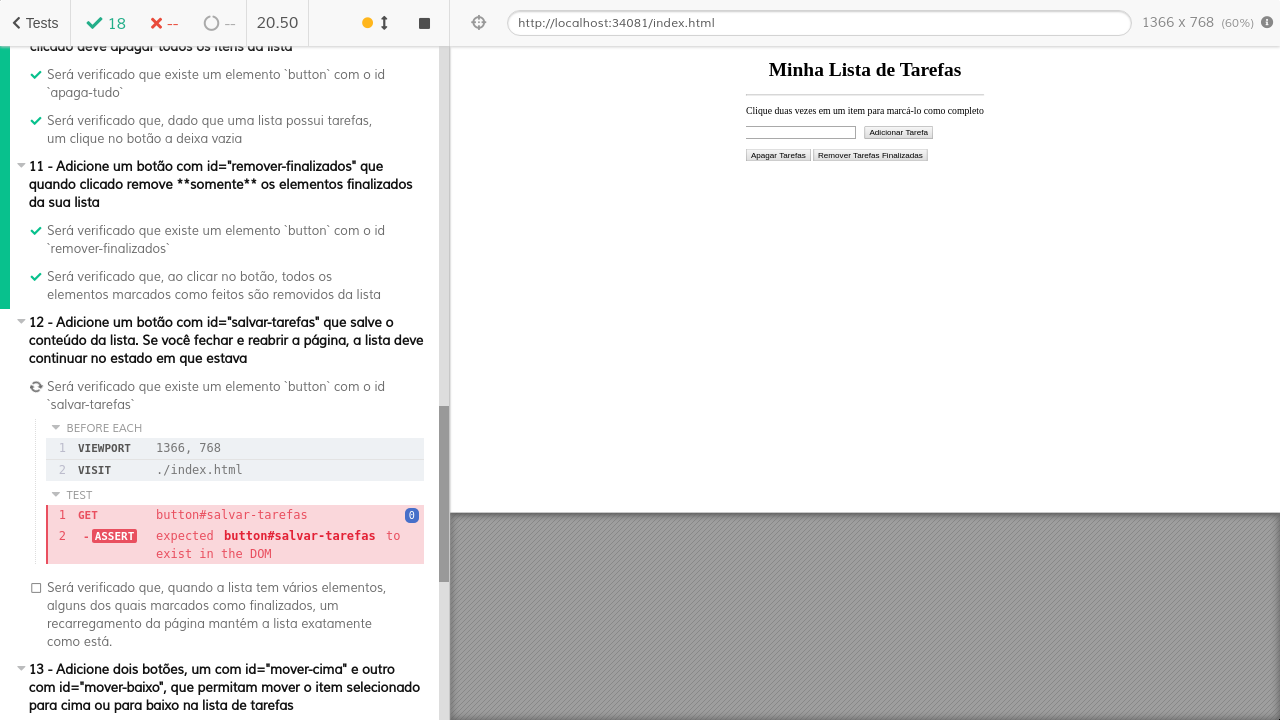 Tests
18
--
--
20.50
http://localhost:34081/index.html
1366 x 768 (60%)
clicado deve apagar todos os itens da lista
Será verificado que existe um elemento `button` com o id
`apaga-tudo`
Será verificado que, dado que uma lista possui tarefas,
um clique no botão a deixa vazia
11 - Adicione um botão com id="remover-finalizados" que
quando clicado remove **somente** os elementos finalizados
da sua lista
Será verificado que existe um elemento `button` com o id
`remover-finalizados`
Será verificado que, ao clicar no botão, todos os
elementos marcados como feitos são removidos da lista
12 - Adicione um botão com id="salvar-tarefas" que salve o
conteúdo da lista. Se você fechar e reabrir a página, a lista deve
continuar no estado em que estava
Será verificado que existe um elemento `button` com o id
`salvar-tarefas`
BEFORE EACH
1 VIEWPORT 1366, 768
2 VISIT ./index.html
TEST
1 GET button#salvar-tarefas 0
2 -ASSERT expected button#salvar-tarefas to
exist in the DOM
Será verificado que, quando a lista tem vários elementos,
alguns dos quais marcados como finalizados, um
recarregamento da página mantém a lista exatamente
como está.
13 - Adicione dois botões, um com id="mover-cima" e outro
com id="mover-baixo", que permitam mover o item selecionado
para cima ou para baixo na lista de tarefas
Minha Lista de Tarefas
Clique duas vezes em um item para marcá-lo como completo
Adicionar Tarefa
Apagar Tarefas Remover Tarefas Finalizadas